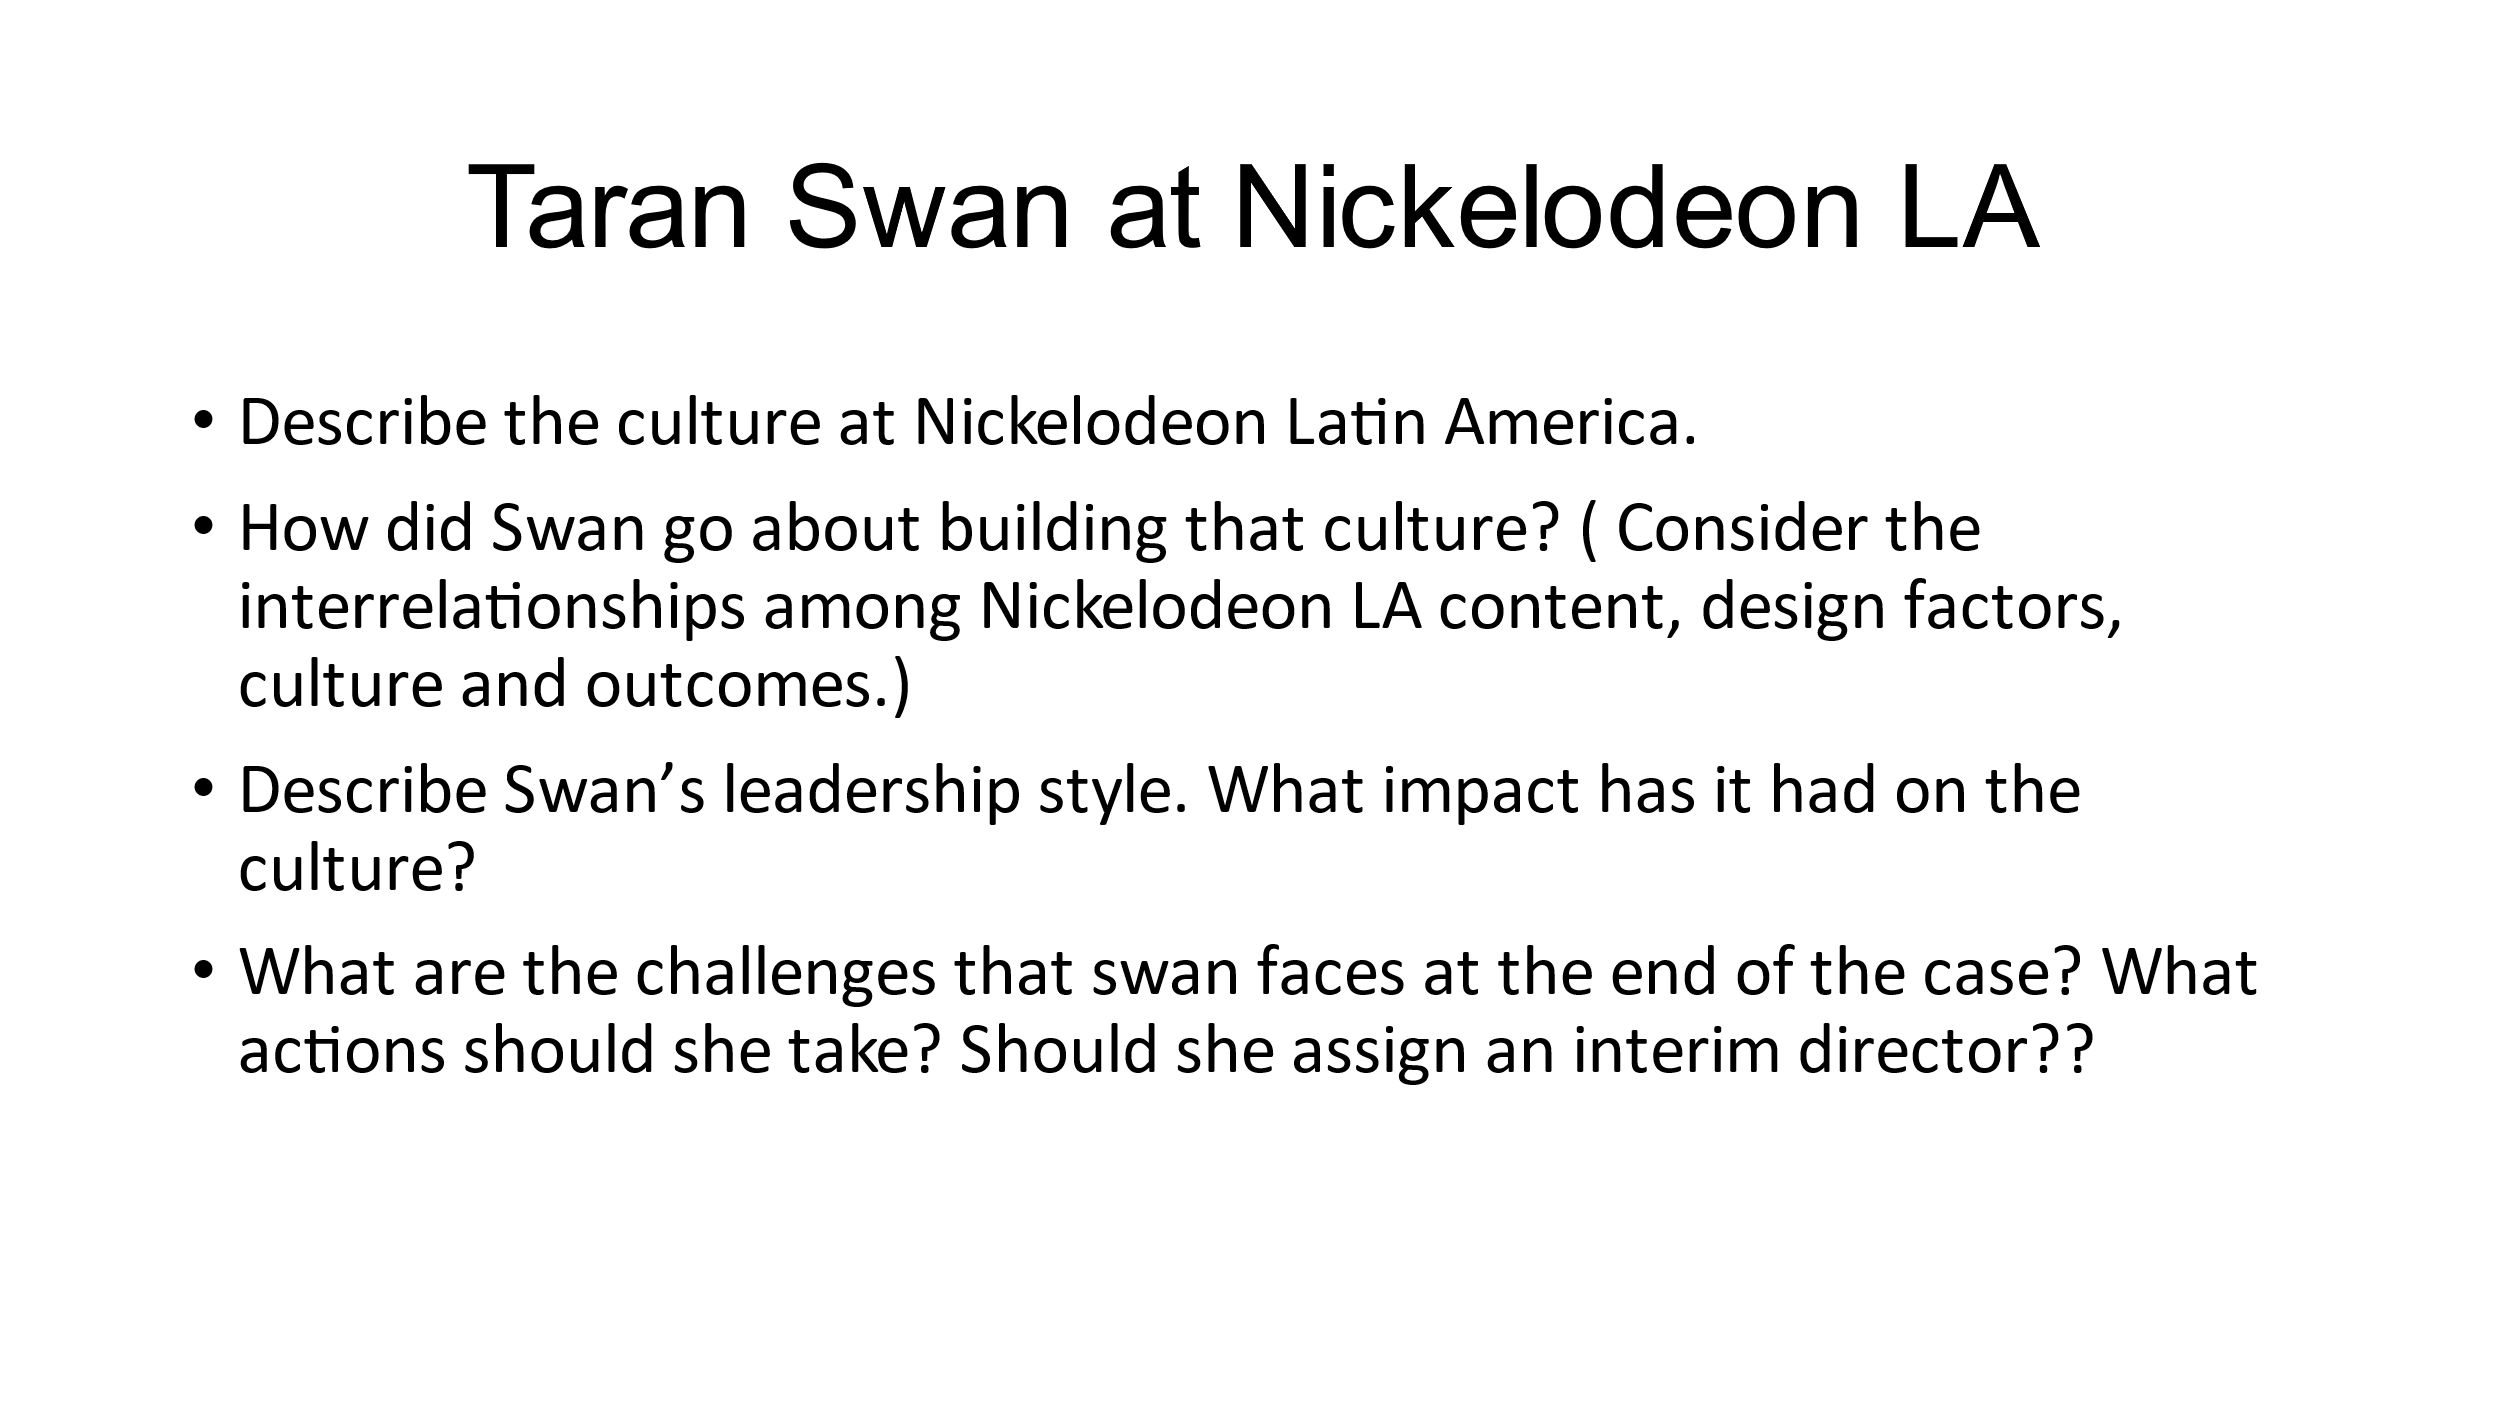 Taran Swan at Nickelodeon LA
• Describe the culture at Nickelodeon Latin America.
• How did Swan go about building that culture? ( Consider the
interrelationships among Nickelodeon LA content, design factors,
culture and outcomes.)
• Describe Swan’s leadership style. What impact has it had on the
culture?
• What are the challenges that swan faces at the end of the case? What
actions should she take? Should she assign an interim director??